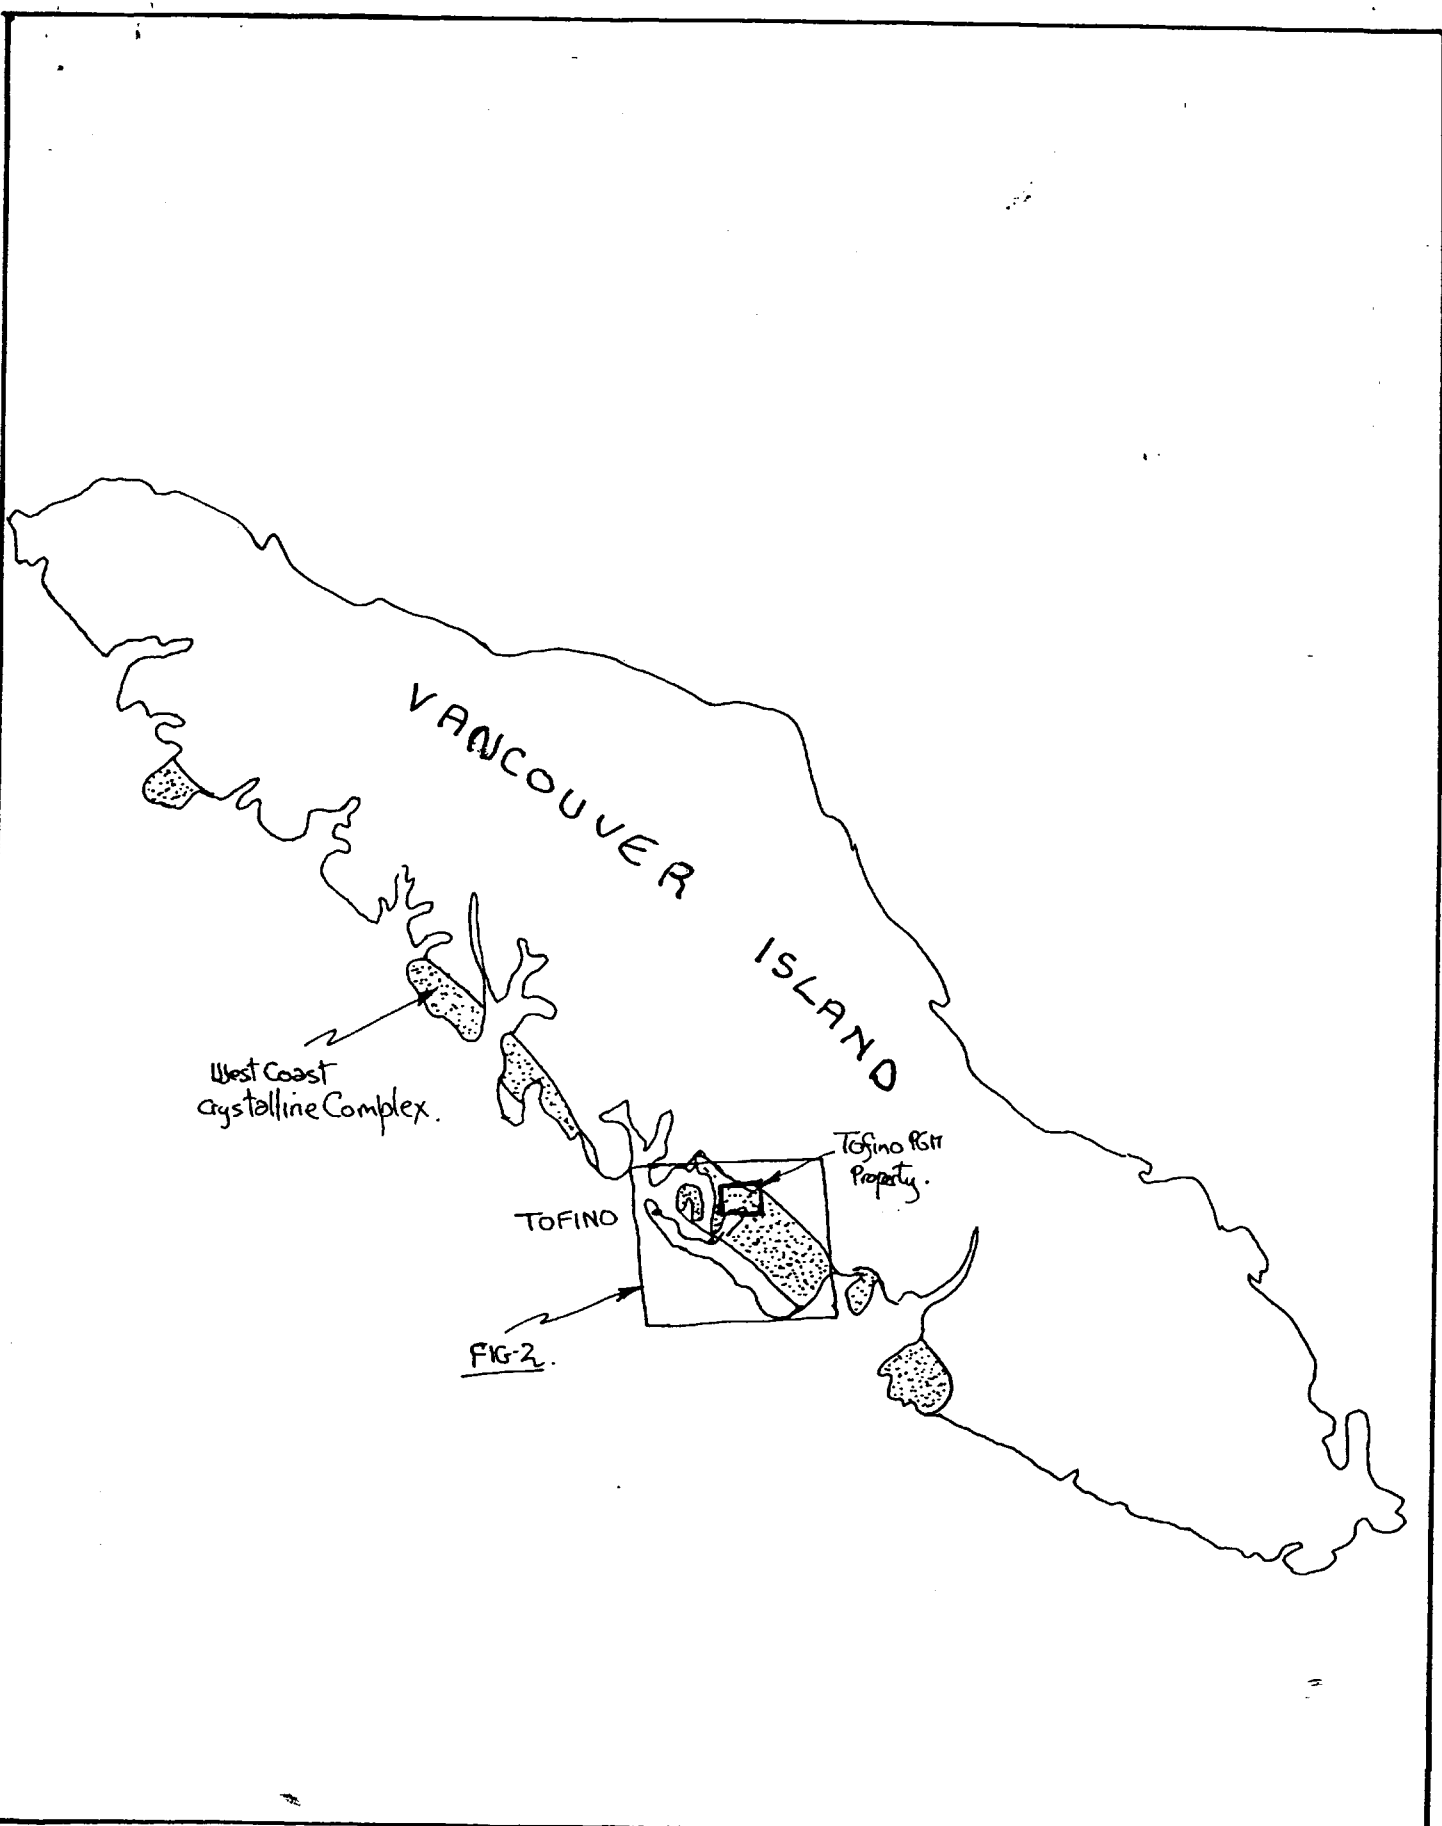 VANCOUVER ISLAND
West Coast
Crystalline Complex.
Tofino PGM
Property.
TOFINO
FIG-2.